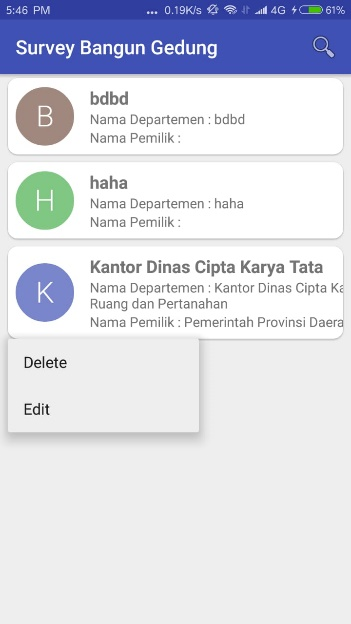 5:46 PM ... 0.19K/s 4G 61%
Survey Bangun Gedung
B
bdbd
Nama Departemen : bdbd
Nama Pemilik :
H
haha
Nama Departemen : haha
Nama Pemilik :
K
Kantor Dinas Cipta Karya Tata
Nama Departemen : Kantor Dinas Cipta Ka
Ruang dan Pertanahan
Nama Pemilik : Pemerintah Provinsi Daera
Delete
Edit